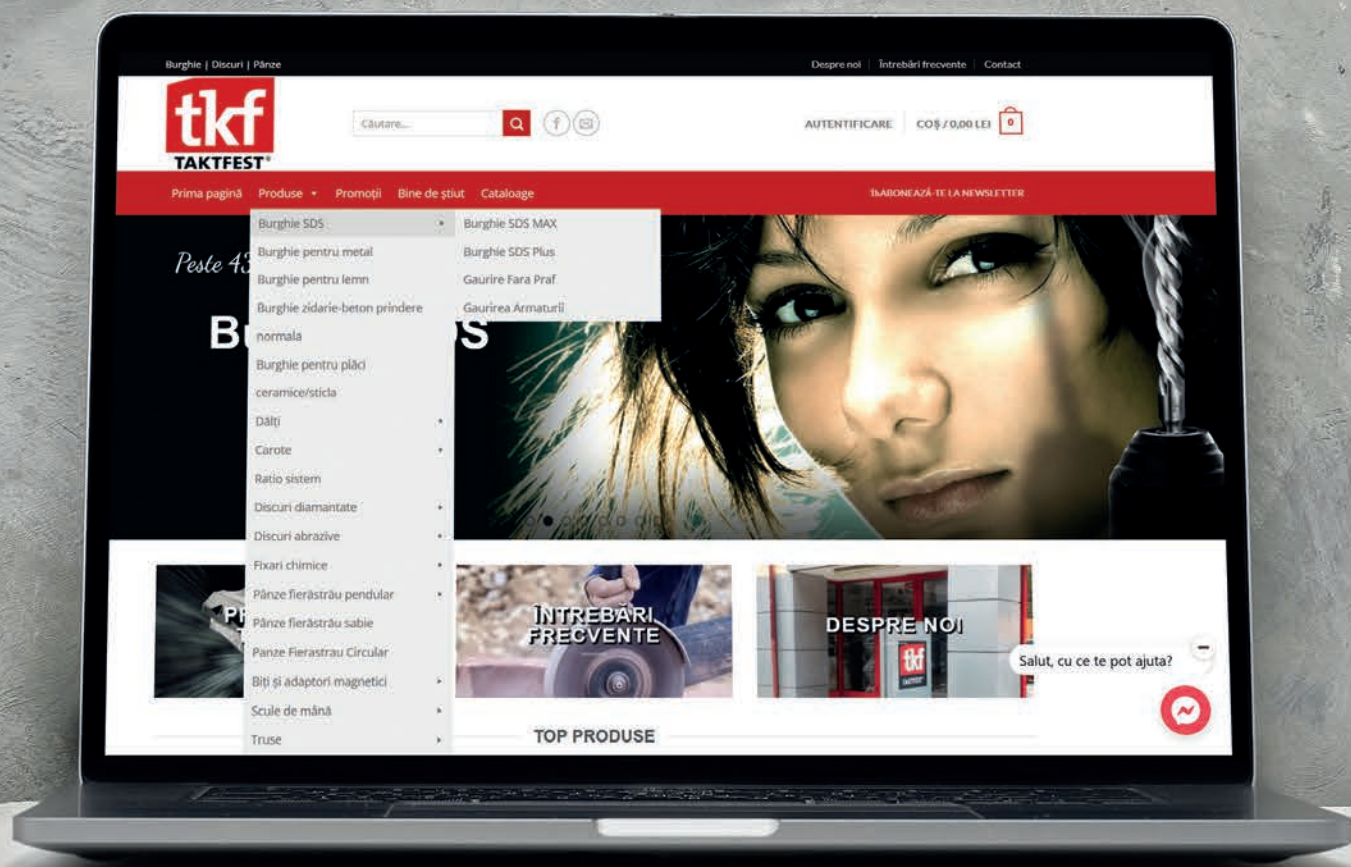 Burghie | Discuri | Pânze
Despre noi | Întrebări frecvente | Contact
tkf
TAKTFEST®
Căutare...
AUTENTIFICARE
COȘ / 0,00 LEI
0
Prima pagină
Produse
Promoții
Bine de știut
Cataloage
ABONEAZĂ-TE LA NEWSLETTER
Burghie SDS
Burghie pentru metal
Burghie pentru lemn
Burghie zidarie-beton prindere
normala
Burghie pentru plăci
ceramice/sticla
Dălți
Carote
Ratio sistem
Discuri diamantate
Discuri abrazive
Fixari chimice
Pânze fierăstrău pendular
Pânze fierăstrău sabie
Panze Fierastrau Circular
Biți și adaptori magnetici
Scule de mână
Truse
Burghie SDS MAX
Burghie SDS Plus
Gaurire Fara Praf
Gaurirea Armaturii
Peste 43
ÎNTREBĂRI
FRECVENTE
DESPRE NOI
tkf
TAKTFEST
Salut, cu ce te pot ajuta?
TOP PRODUSE